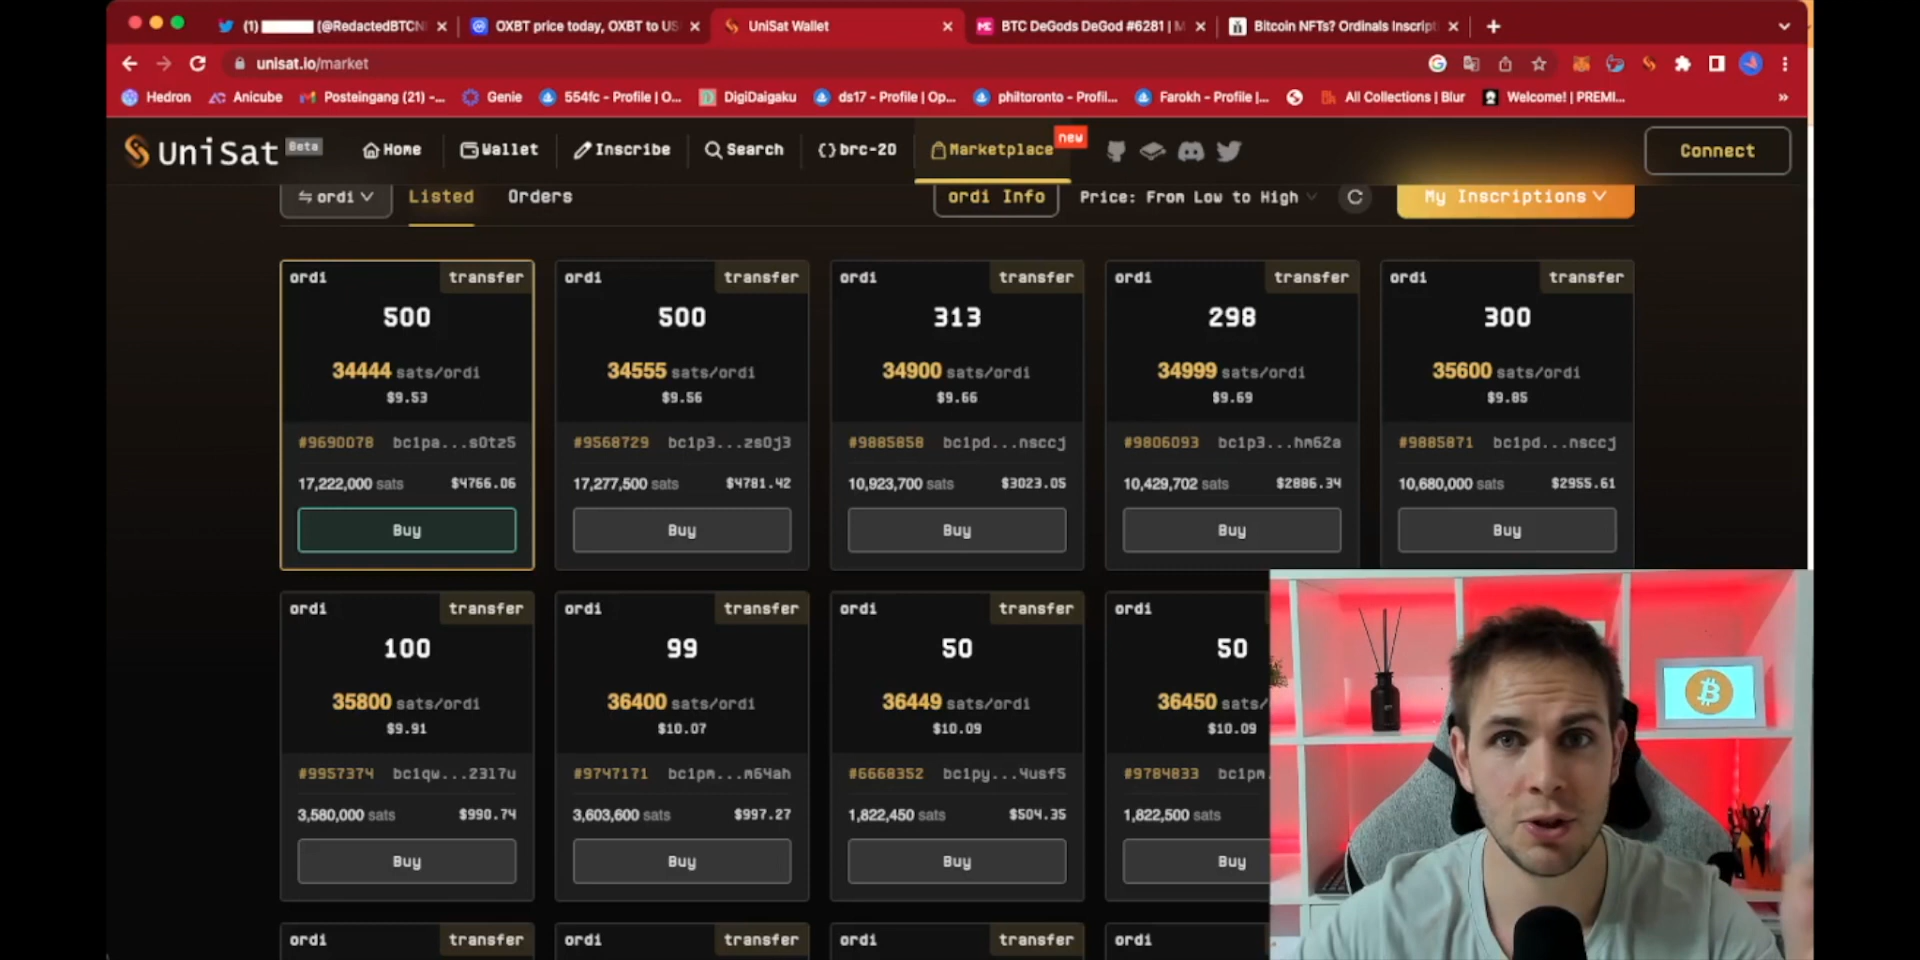 (1) (@RedactedBTCN
OXBT price today, OXBT to US
UniSat Wallet
BTC DeGods DeGod #6281 | M
Bitcoin NFTs? Ordinals Inscript
unisat.io/market
Hedron
Anicube
Posteingang (21) -...
Genie
554fc - Profile | O...
DigiDaigaku
ds17 - Profile | Op...
philtoronto - Profil...
Farokh - Profile |...
All Collections | Blur
Welcome! | PREMI...
»
UniSat Beta
Home
Wallet
Inscribe
Search
{} brc-20
Marketplace
new
Connect
ordi
Listed
Orders
ordi Info
Price: From Low to High
My Inscriptions
ordi transfer
500
34444 sats/ordi
$9.53
#9690078 bc1pa...s0tz5
17,222,000 sats $4766.06
Buy
ordi transfer
500
34555 sats/ordi
$9.56
#9568729 bc1p3...zs0j3
17,277,500 sats $4781.42
Buy
ordi transfer
313
34900 sats/ordi
$9.66
#9885858 bc1pd...nsccj
10,923,700 sats $3023.05
Buy
ordi transfer
298
34999 sats/ordi
$9.69
#9806093 bc1p3...hm62a
10,429,702 sats $2886.34
Buy
ordi transfer
300
35600 sats/ordi
$9.85
#9885871 bc1pd...nsccj
10,680,000 sats $2955.61
Buy
ordi transfer
100
35800 sats/ordi
$9.91
#9957374 bc1qw...23l7u
3,580,000 sats $990.74
Buy
ordi transfer
99
36400 sats/ordi
$10.07
#9747171 bc1pm...m64ah
3,603,600 sats $997.27
Buy
ordi transfer
50
36449 sats/ordi
$10.09
#6668352 bc1py...4usf5
1,822,450 sats $504.35
Buy
ordi
50
36450 sats/
$10.09
#9784833 bc1pm.
1,822,500 sats
Buy
ordi transfer
ordi transfer
ordi transfer
ordi